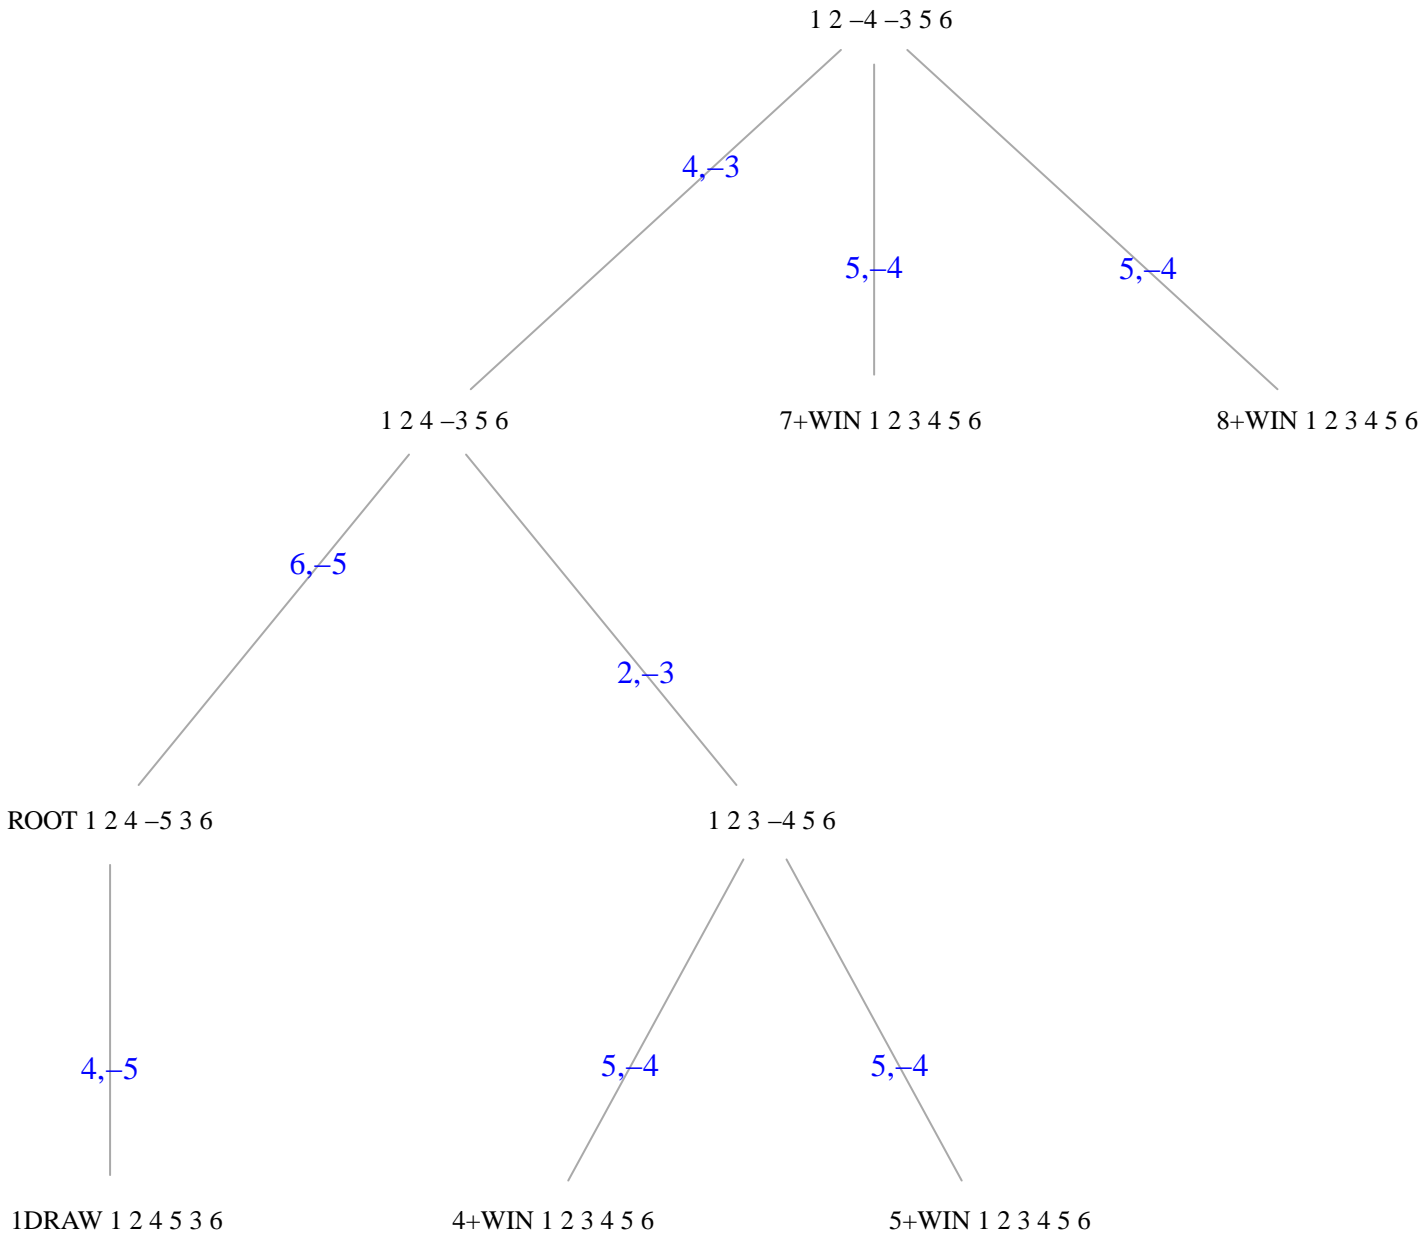 1 2 –4 –3 5 6
4,–3
5,–4
5,–4
1 2 4 –3 5 6
7+WIN 1 2 3 4 5 6
8+WIN 1 2 3 4 5 6
6,–5
2,–3
ROOT 1 2 4 –5 3 6
1 2 3 –4 5 6
4,–5
5,–4
5,–4
1DRAW 1 2 4 5 3 6
4+WIN 1 2 3 4 5 6
5+WIN 1 2 3 4 5 6